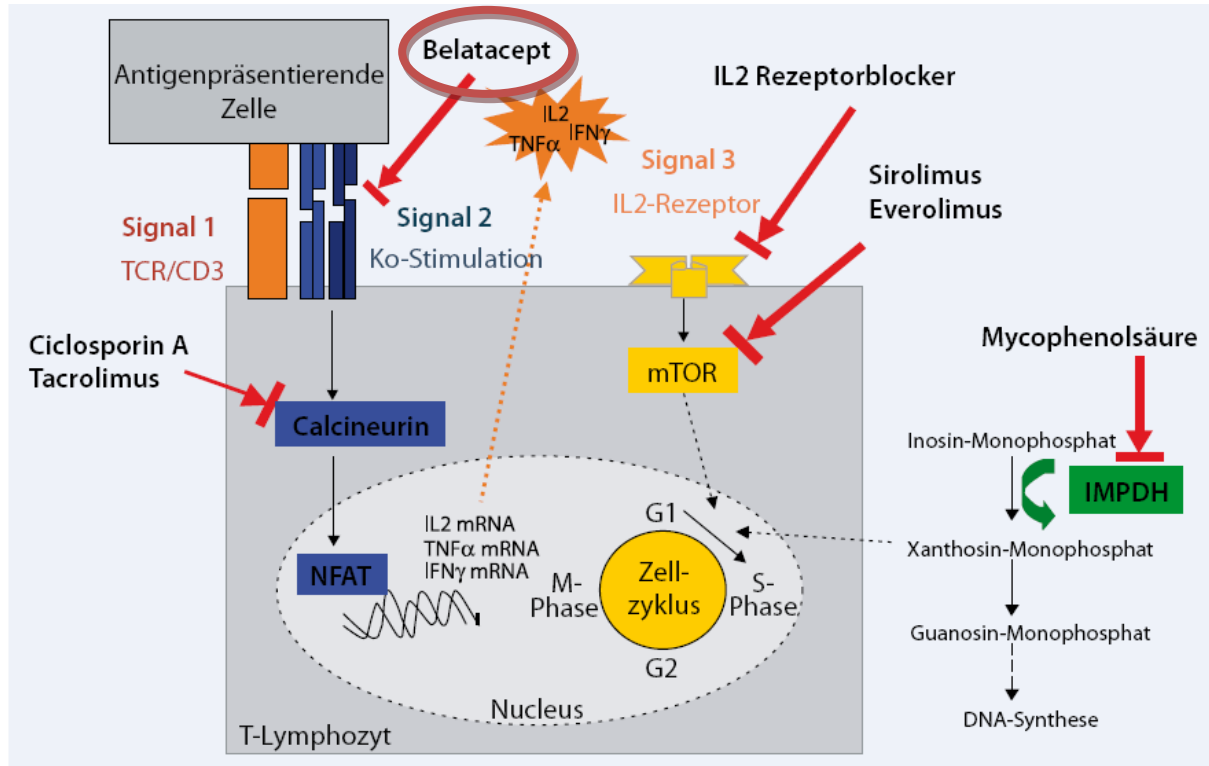 Antigenpräsentierende
Zelle
Belatacept
IL2
TNFα
IFNγ
IL2 Rezeptorblocker
Signal 3
IL2-Rezeptor
Sirolimus
Everolimus
Signal 1
TCR/CD3
Signal 2
Ko-Stimulation
Ciclosporin A
Tacrolimus
Calcineurin
mTOR
Mycophenolsäure
Inosin-Monophosphat
IMPDH
Xanthosin-Monophosphat
Guanosin-Monophosphat
DNA-Synthese
NFAT
IL2 mRNA
TNFα mRNA
IFNγ mRNA
G1
M-
Phase
Zell-
zyklus
S-
Phase
G2
Nucleus
T-Lymphozyt